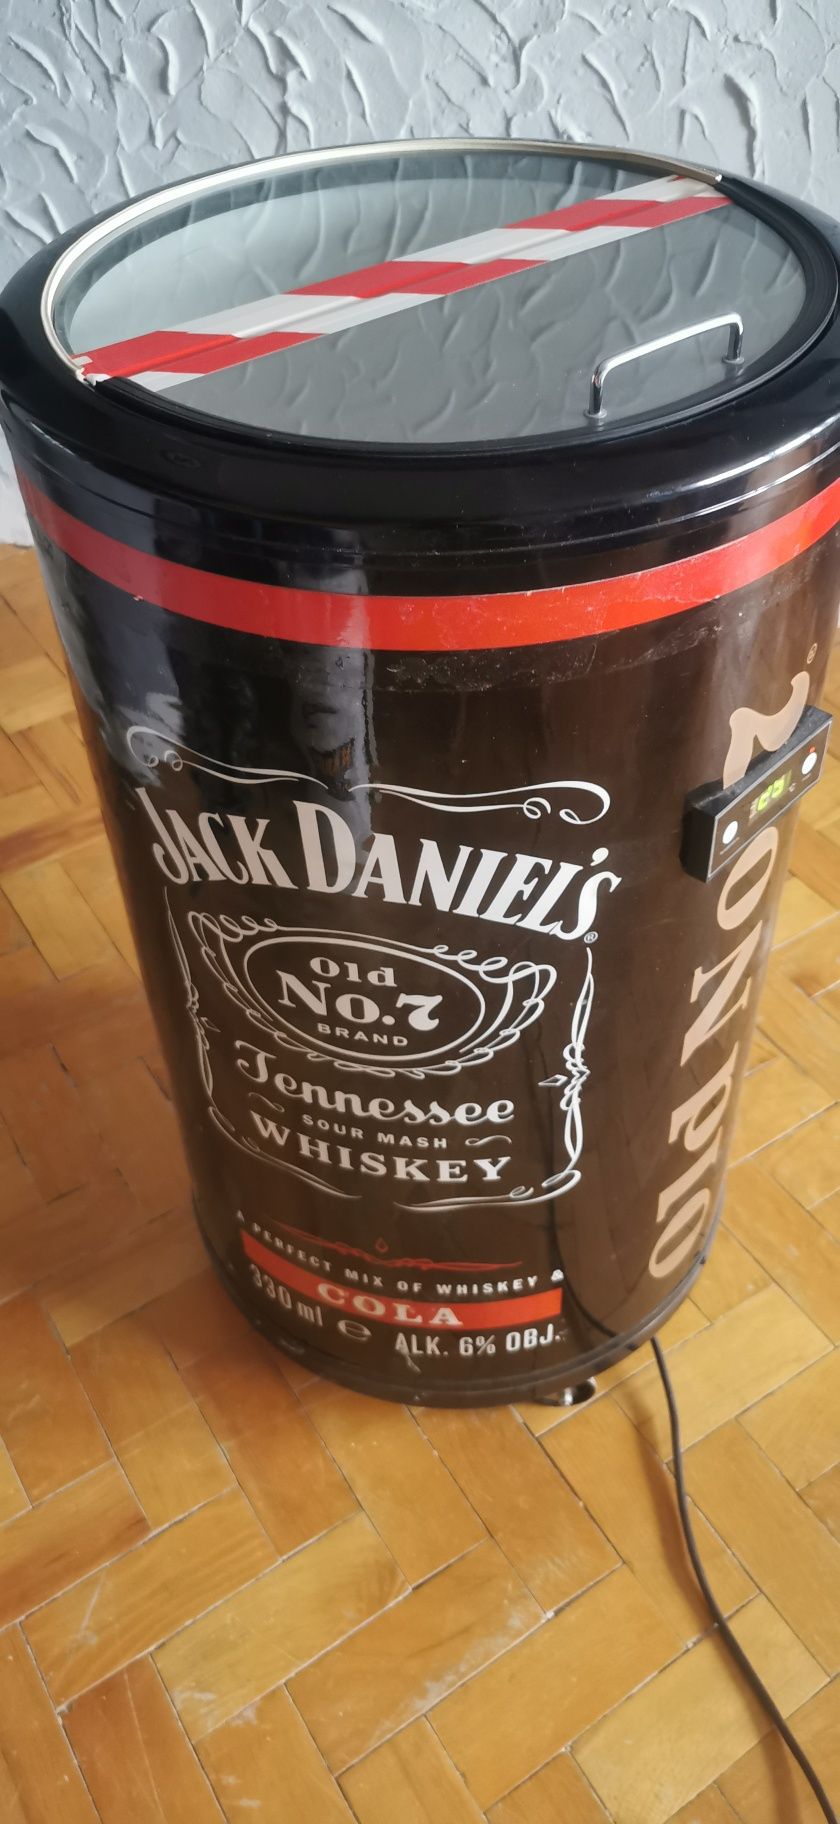 JACK DANIEL'S®
Old
No.7
BRAND
Tennessee
SOUR MASH
WHISKEY
A PERFECT MIX OF WHISKEY &
COLA
330 ml e
ALK. 6% OBJ.